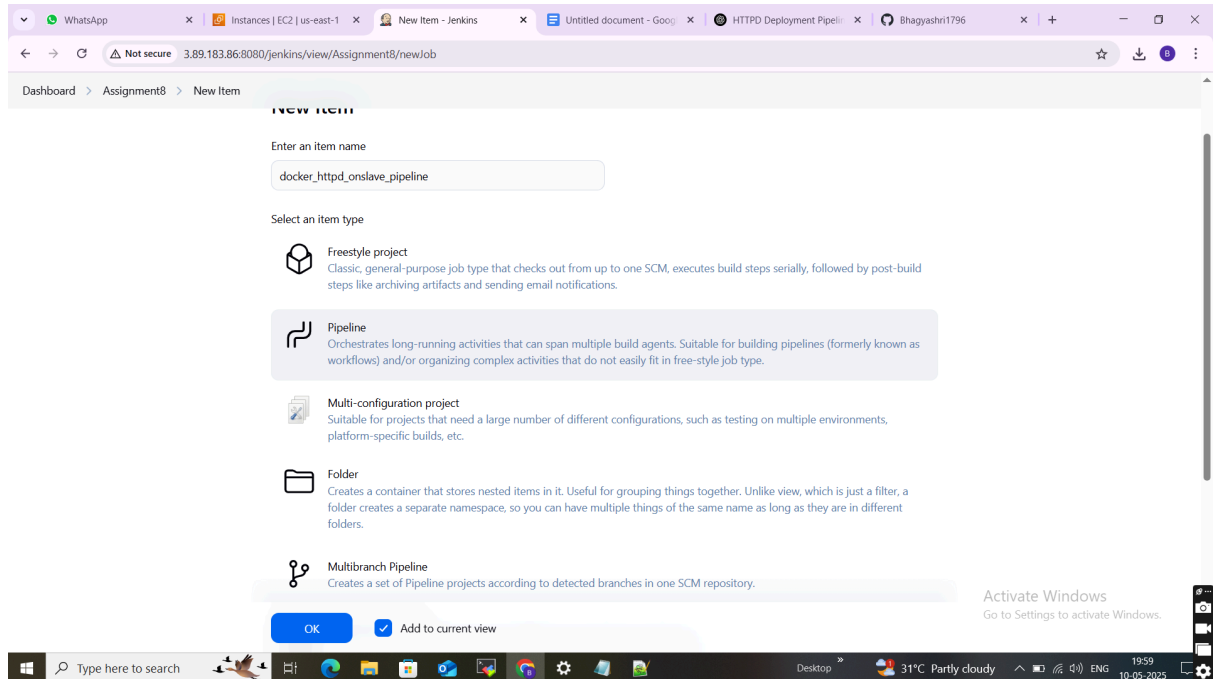 WhatsApp
Instances | EC2 | us-east-1
New Item - Jenkins
Untitled document - Goog
HTTPD Deployment Pipelin
Bhagyashri1796
Not secure
3.89.183.86:8080/jenkins/view/Assignment8/newJob
B
Dashboard > Assignment8 > New Item
New Item
Enter an item name
docker_httpd_onslave_pipeline
Select an item type
Freestyle project
Classic, general-purpose job type that checks out from up to one SCM, executes build steps serially, followed by post-build
steps like archiving artifacts and sending email notifications.
Pipeline
Orchestrates long-running activities that can span multiple build agents. Suitable for building pipelines (formerly known as
workflows) and/or organizing complex activities that do not easily fit in free-style job type.
Multi-configuration project
Suitable for projects that need a large number of different configurations, such as testing on multiple environments,
platform-specific builds, etc.
Folder
Creates a container that stores nested items in it. Useful for grouping things together. Unlike view, which is just a filter, a
folder creates a separate namespace, so you can have multiple things of the same name as long as they are in different
folders.
Multibranch Pipeline
Creates a set of Pipeline projects according to detected branches in one SCM repository.
OK
Add to current view
Activate Windows
Go to Settings to activate Windows.
Type here to search
Desktop
31°C Partly cloudy
ENG
19:59
10-05-2025